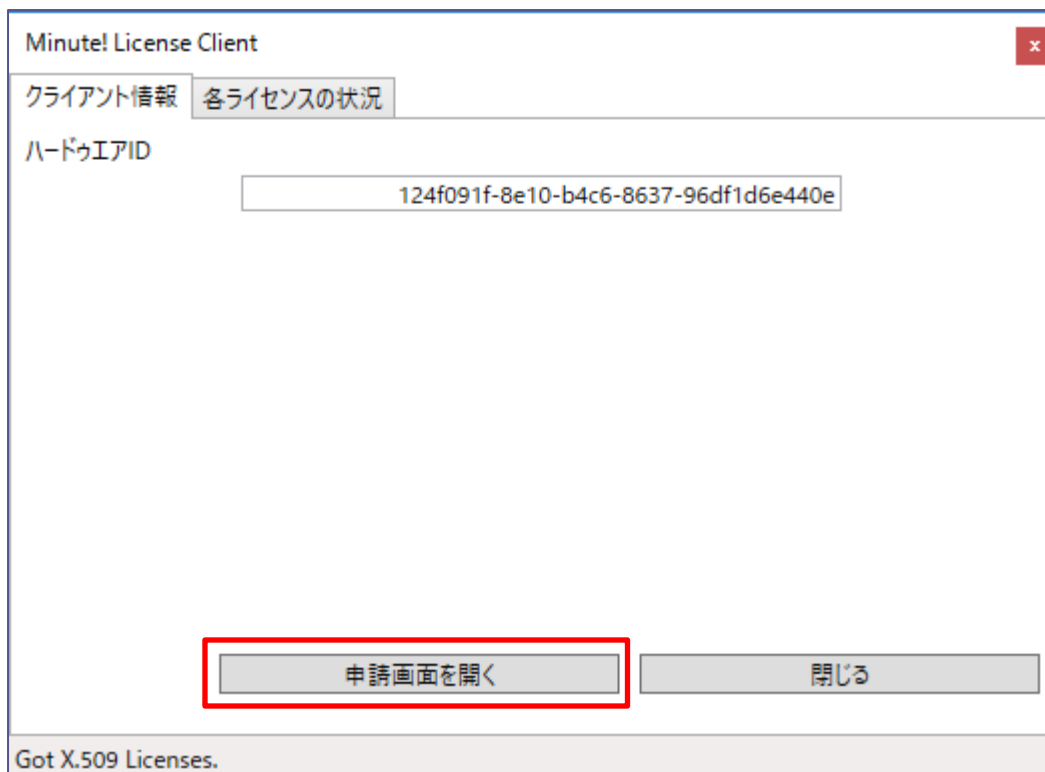 Minute! License Client
x
クライアント情報 各ライセンスの状況
ハードゥエアID
124f091f-8e10-b4c6-8637-96df1d6e440e
申請画面を開く 閉じる
Got X.509 Licenses.